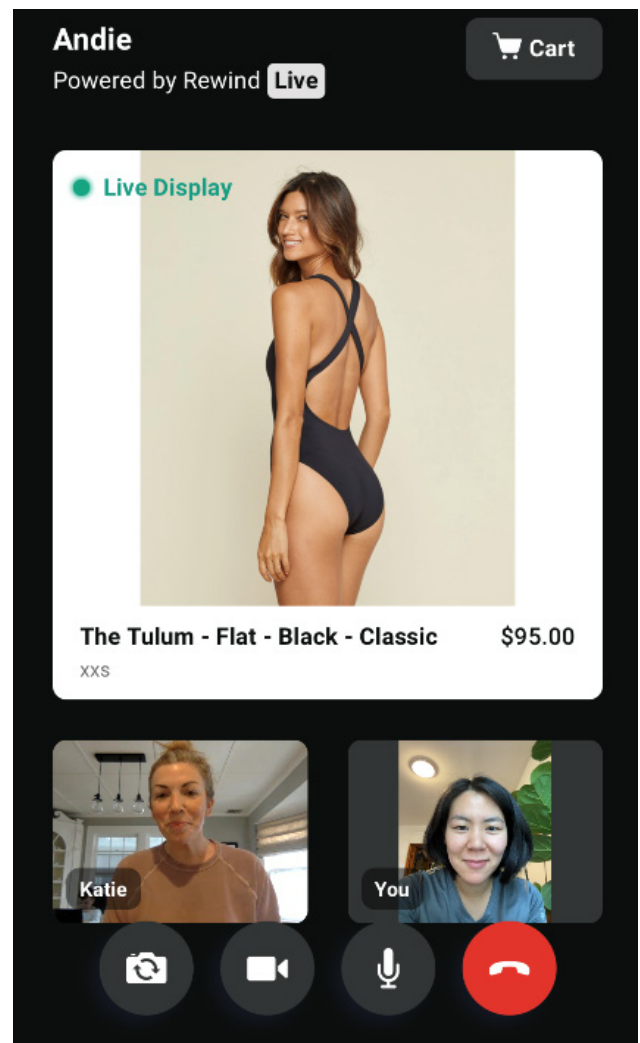 Andie
Cart
Powered by Rewind Live
Live Display
The Tulum - Flat - Black - Classic $95.00
XXS
Katie
You